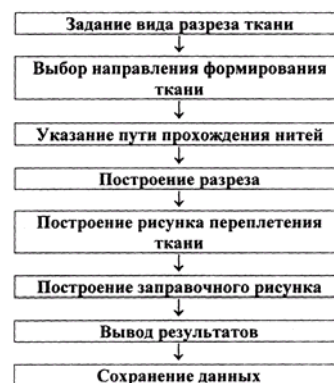 Задание вида разреза ткани
Выбор направления формирования
ткани
Указание пути прохождения нитей
Построение разреза
Построение рисунка переплетения
ткани
Построение заправочного рисунка
Вывод результатов
Сохранение данных